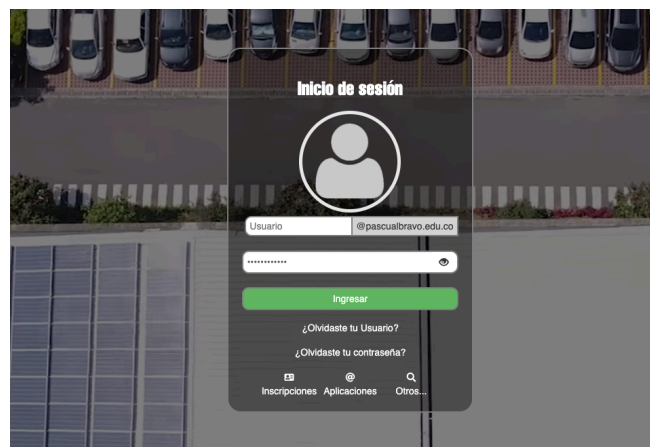 Inicio de sesión
Usuario @pascualbravo.edu.co
Ingresar
¿Olvidaste tu Usuario?
¿Olvidaste tu contraseña?
Inscripciones @ Aplicaciones Otros...